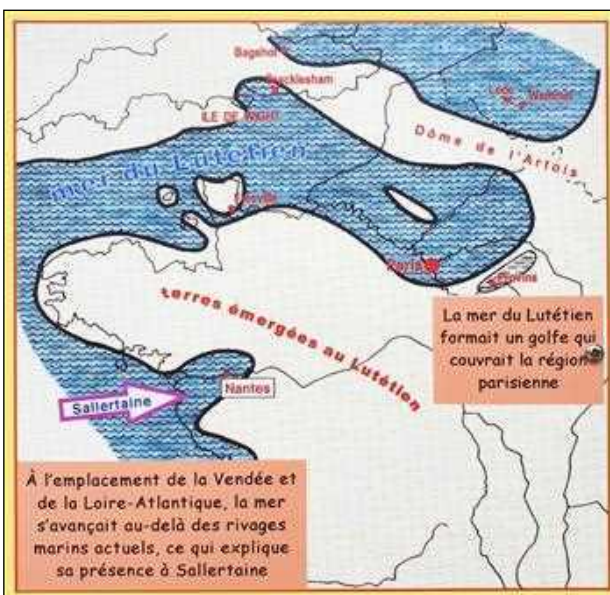 Bagshot
Bracklesham
ILE DE WIGHT
mer du Lutétien
Dôme de l'Artois
Paris
Provins
terres émergées au Lutétien
La mer du Lutétien
formait un golfe qui
couvrait la région
parisienne
Nantes
Sallertaine
À l'emplacement de la Vendée et
de la Loire-Atlantique, la mer
s'avançait au-delà des rivages
marins actuels, ce qui explique
sa présence à Sallertaine